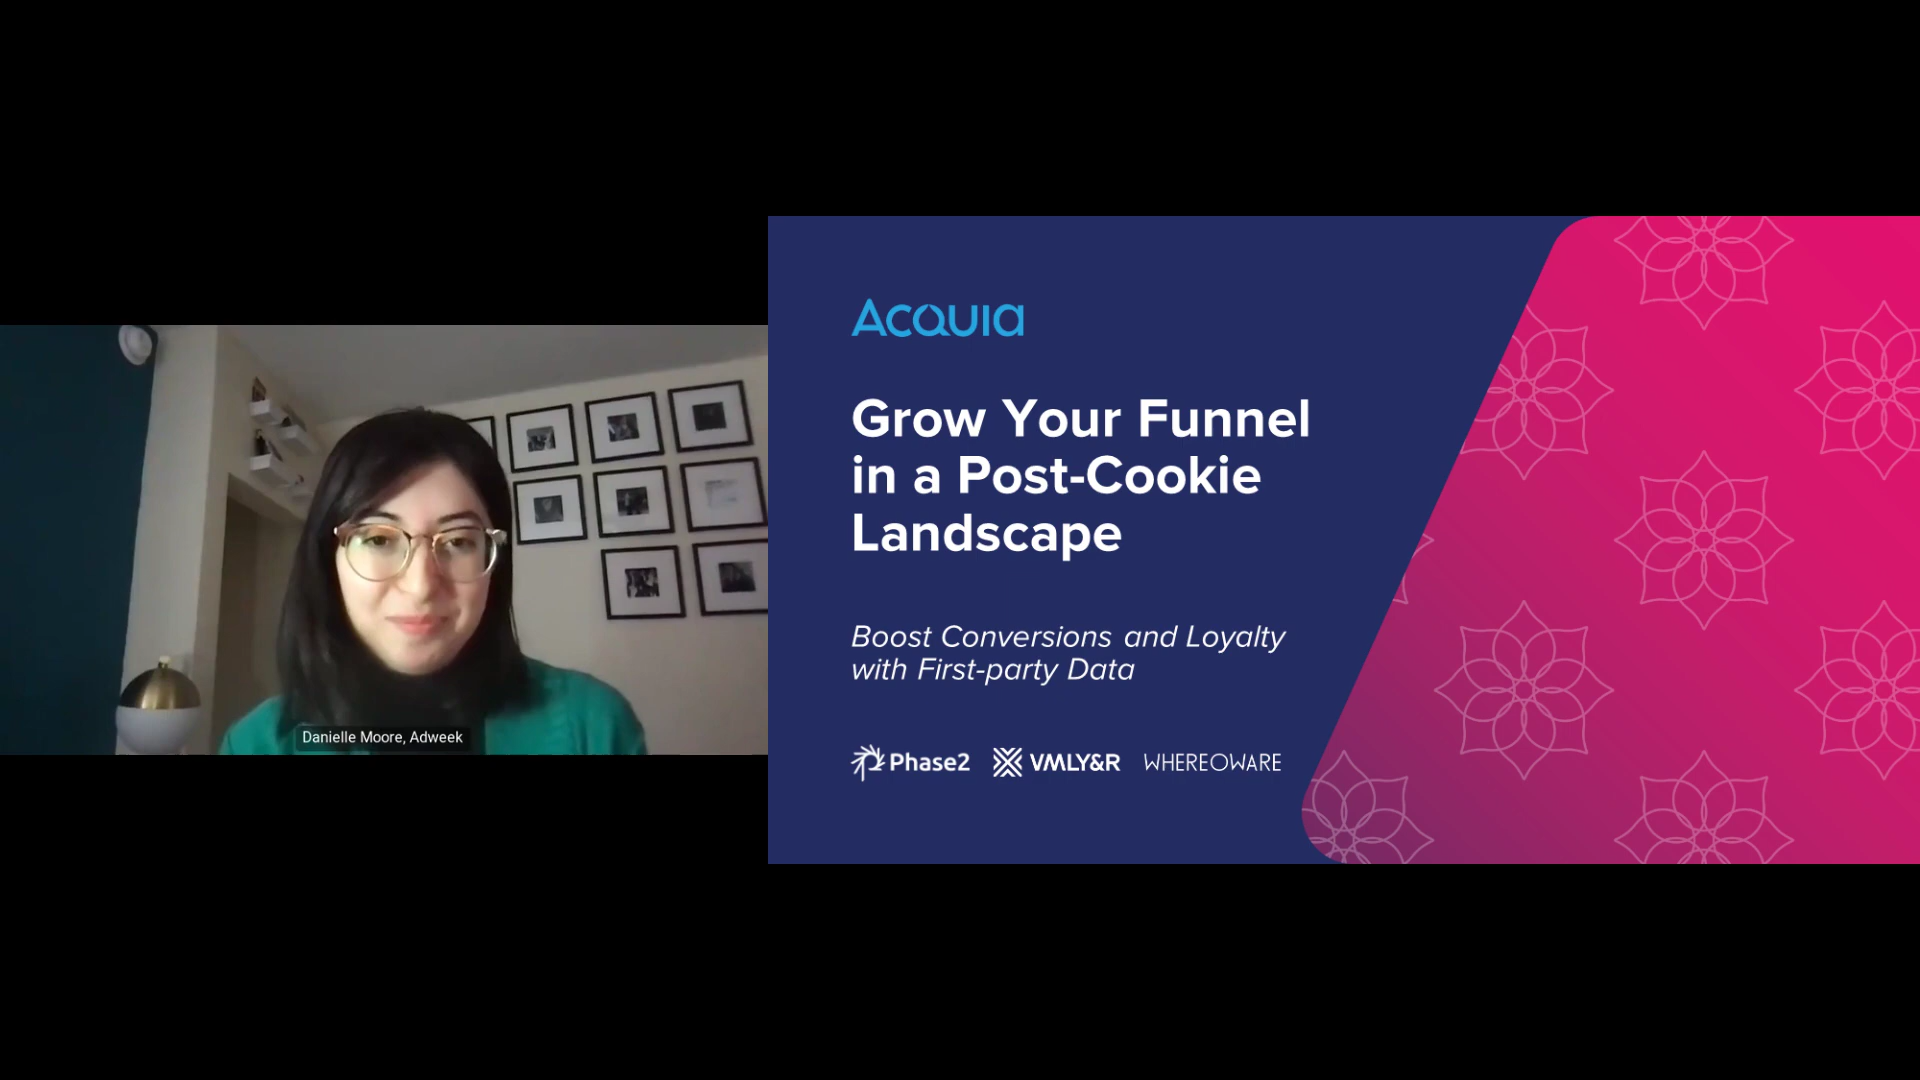 Danielle Moore, Adweek
Acquia
Grow Your Funnel
in a Post-Cookie
Landscape
Boost Conversions and Loyalty
with First-party Data
Phase2 VMLY&R WHEREOWARE